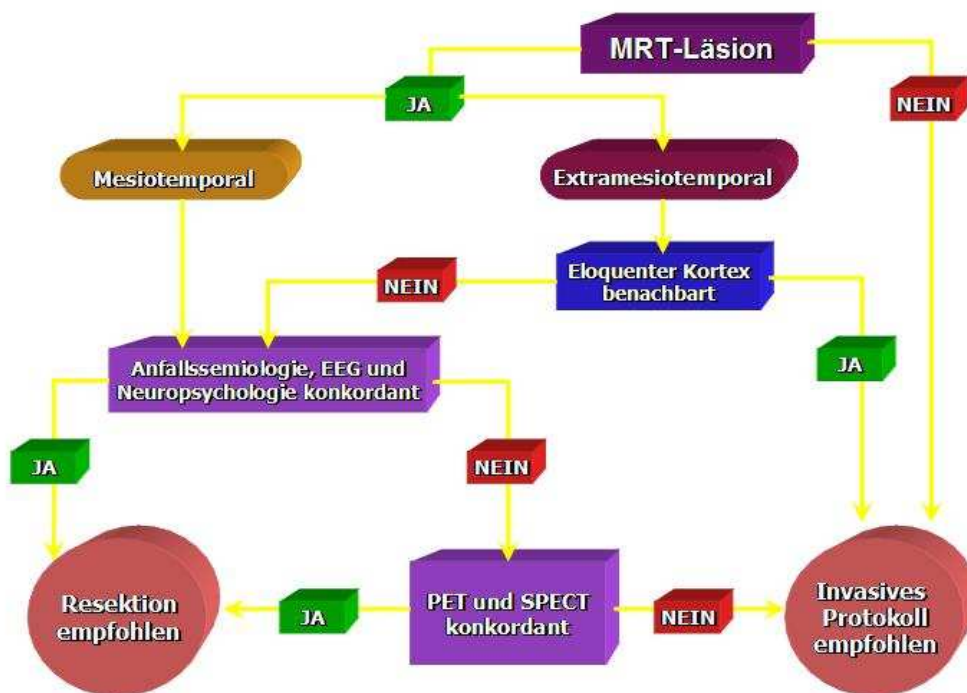 MRT-Läsion
JA
NEIN
Mesiotemporal
Extramesiotemporal
NEIN
Eloquenter Kortex
benachbart
Anfallssemiologie, EEG und
Neuropsychologie konkordant
JA
JA
NEIN
Resektion
empfohlen
JA
PET und SPECT
konkordant
NEIN
Invasives
Protokoll
empfohlen